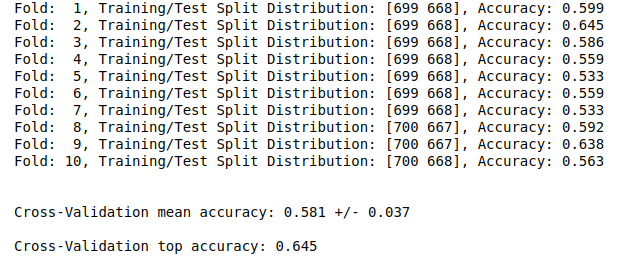 Fold:  1, Training/Test Split Distribution: [699 668], Accuracy: 0.599
Fold:  2, Training/Test Split Distribution: [699 668], Accuracy: 0.645
Fold:  3, Training/Test Split Distribution: [699 668], Accuracy: 0.586
Fold:  4, Training/Test Split Distribution: [699 668], Accuracy: 0.559
Fold:  5, Training/Test Split Distribution: [699 668], Accuracy: 0.533
Fold:  6, Training/Test Split Distribution: [699 668], Accuracy: 0.559
Fold:  7, Training/Test Split Distribution: [699 668], Accuracy: 0.533
Fold:  8, Training/Test Split Distribution: [700 667], Accuracy: 0.592
Fold:  9, Training/Test Split Distribution: [700 667], Accuracy: 0.638
Fold: 10, Training/Test Split Distribution: [700 668], Accuracy: 0.563
Cross-Validation mean accuracy: 0.581 +/- 0.037
Cross-Validation top accuracy: 0.645